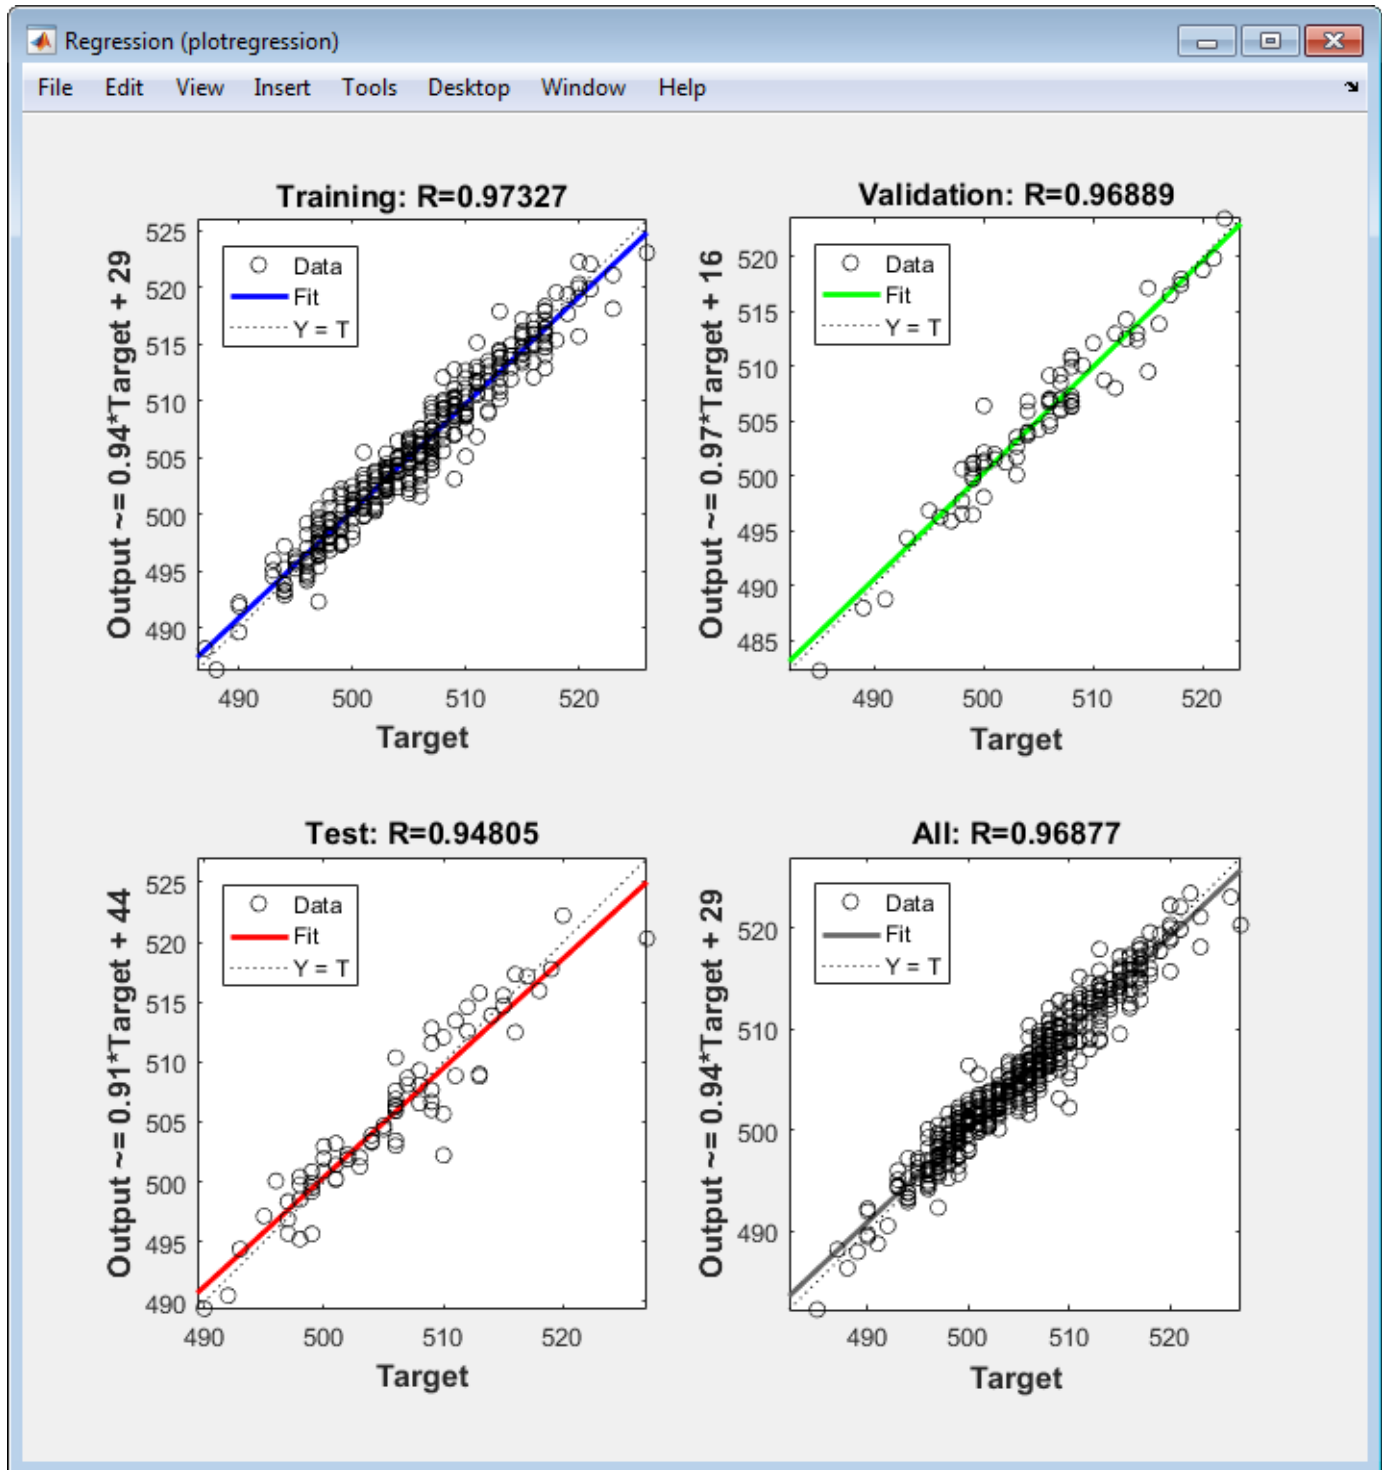 Regression (plotregression)
File Edit View Insert Tools Desktop Window Help
Training: R=0.97327
Output ~= 0.94*Target + 29
525
520
515
510
505
500
495
490
Data
Fit
Y = T
490 500 510 520
Target
Validation: R=0.96889
Output ~= 0.97*Target + 16
520
515
510
505
500
495
490
485
Data
Fit
Y = T
490 500 510 520
Target
Test: R=0.94805
Output ~= 0.91*Target + 44
525
520
515
510
505
500
495
490
Data
Fit
Y = T
490 500 510 520
Target
All: R=0.96877
Output ~= 0.94*Target + 29
520
510
500
490
Data
Fit
Y = T
490 500 510 520
Target